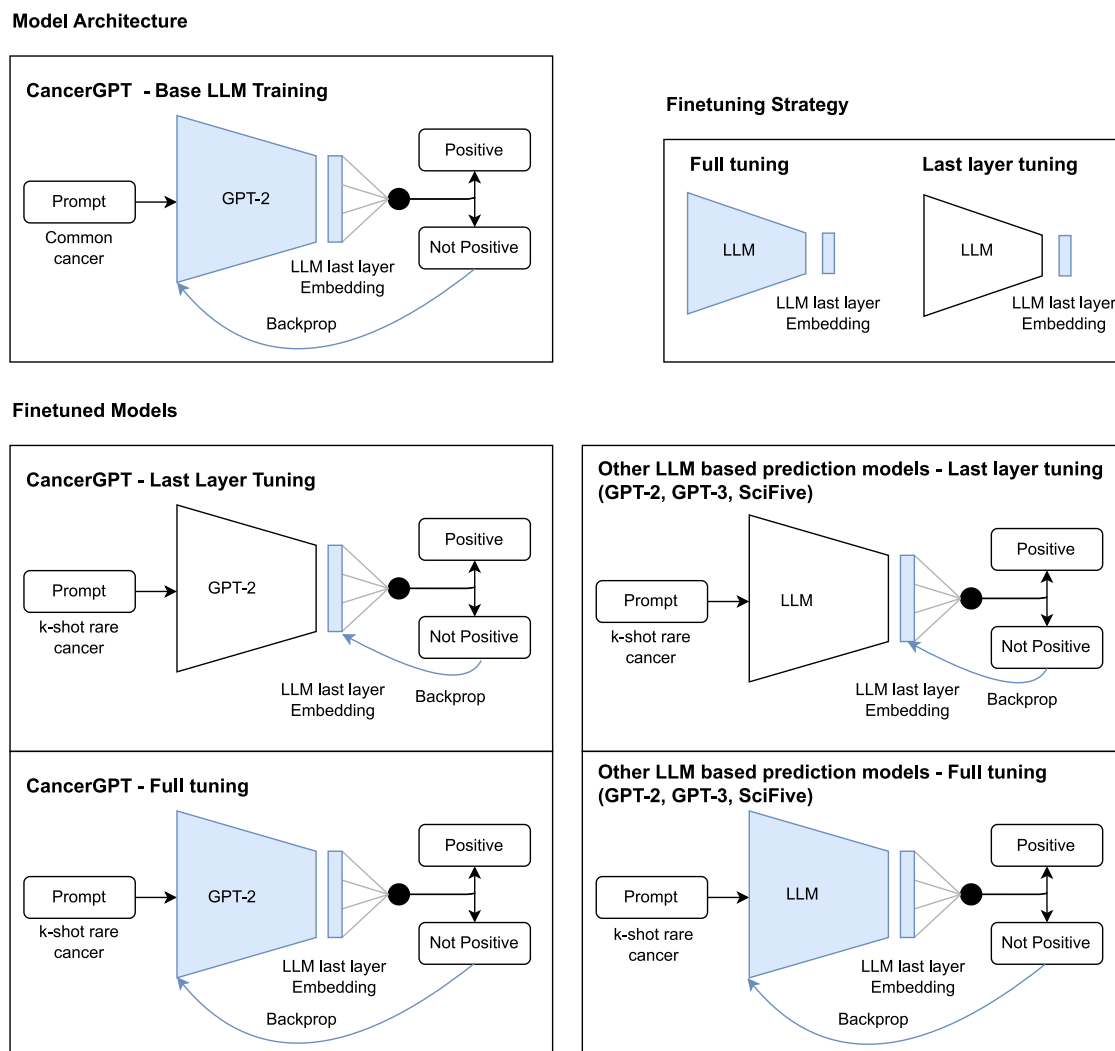 Model Architecture
CancerGPT - Base LLM Training
Prompt
Common
cancer
GPT-2
LLM last layer
Embedding
Positive
Not Positive
Backprop
Finetuning Strategy
Full tuning
LLM
LLM last layer
Embedding
Last layer tuning
LLM
LLM last layer
Embedding
Finetuned Models
CancerGPT - Last Layer Tuning
Prompt
k-shot rare
cancer
GPT-2
LLM last layer
Embedding
Positive
Not Positive
Backprop
Other LLM based prediction models - Last layer tuning
(GPT-2, GPT-3, SciFive)
Prompt
k-shot rare
cancer
LLM
LLM last layer
Embedding
Positive
Not Positive
Backprop
CancerGPT - Full tuning
Prompt
k-shot rare
cancer
GPT-2
LLM last layer
Embedding
Positive
Not Positive
Backprop
Other LLM based prediction models - Full tuning
(GPT-2, GPT-3, SciFive)
Prompt
k-shot rare
cancer
LLM
LLM last layer
Embedding
Positive
Not Positive
Backprop